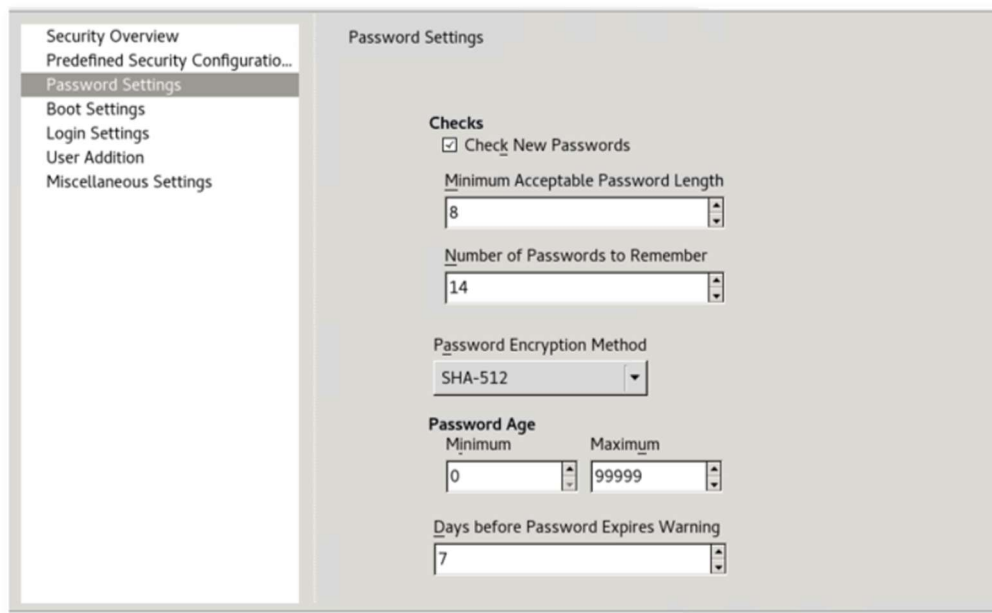 Security Overview
Predefined Security Configuratio...
Password Settings
Boot Settings
Login Settings
User Addition
Miscellaneous Settings
Password Settings
Checks
Check New Passwords
Minimum Acceptable Password Length
8
Number of Passwords to Remember
14
Password Encryption Method
SHA-512
Password Age
Minimum Maximum
0 99999
Days before Password Expires Warning
7